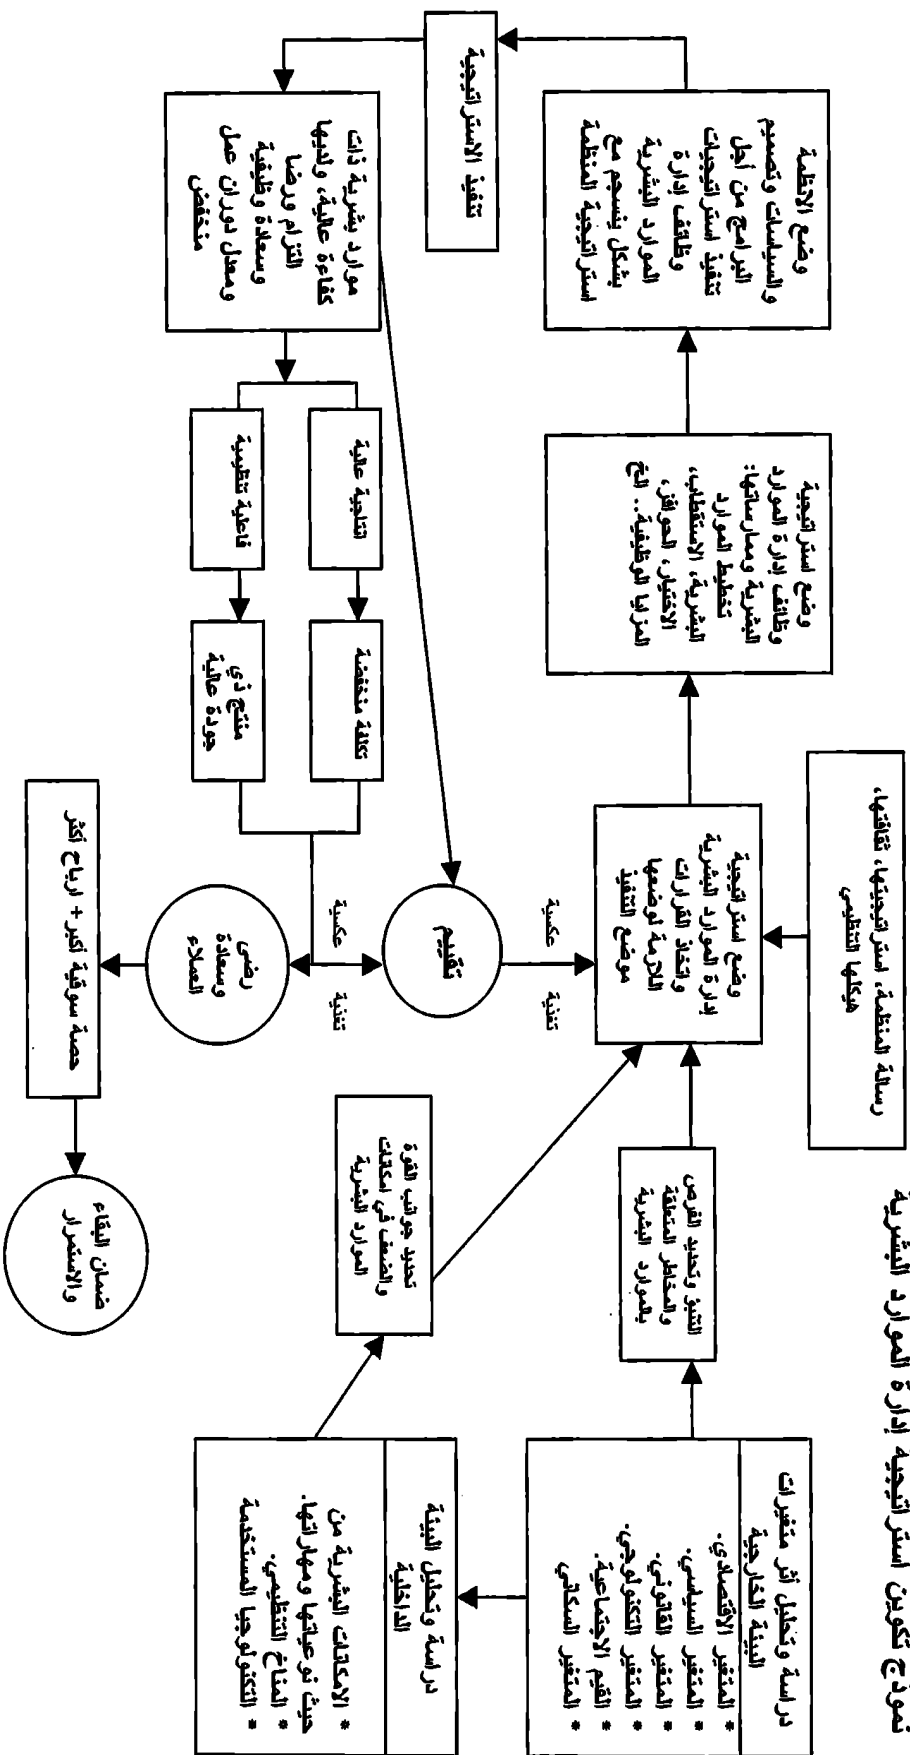 نموذج تكوين استراتيجية إدارة الموارد البشرية
رسالة المنظمة، استراتيجيتها، ثقافتها،
هيكلها التنظيمي
دراسة وتحليل أثر متغيرات
البيئة الخارجية
* المتغير الاقتصادي.
* المتغير السياسي.
* المتغير القانوني.
* المتغير التكنولوجي.
* القيم الاجتماعية.
* المتغير السكاني
التنبؤ وتحديد الفرص
والمخاطر المتعلقة
بالموارد البشرية
وضع استراتيجية
إدارة الموارد البشرية
واتخاذ القرارات
اللازمة لوضعها
موضع التنفيذ
وضع استراتيجية
وظائف إدارة الموارد
البشرية وممارساتها:
تخطيط الموارد
البشرية، الاستقطاب،
الاختيار، الحوافز،
المزايا الوظيفية.. الخ
وضع الانظمة
والسياسات وتصميم
البرامج من أجل
تنفيذ استراتيجيات
وظائف إدارة
الموارد البشرية
بشكل ينسجم مع
استراتيجية المنظمة
دراسة وتحليل البيئة
الداخلية
* الامكانات البشرية من
حيث نوعياتها ومهاراتها.
* المناخ التنظيمي.
* التكنولوجيا المستخدمة
تحديد جوانب القوة
والضعف في امكانات
الموارد البشرية
تغذية
عكسية
تقييم
تغذية
عكسية
تنفيذ الاستراتيجية
موارد بشرية ذات
كفاءة عالية، ولديها
التزام ورضا
وسعادة وظيفية
ومعدل دوران عمل
منخفض
انتاجية عالية
تكلفة منخفضة
فاعلية تنظيمية
منتج ذي
جودة عالية
رضى
وسعادة
العملاء
حصة سوقية أكبر + ارباح أكثر
ضمان البقاء
والاستمرار